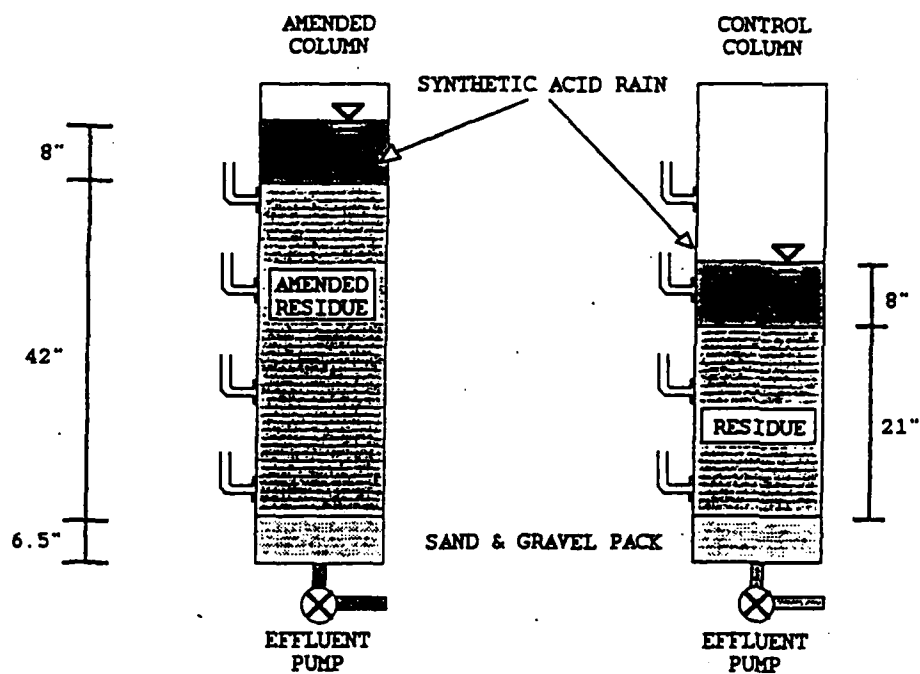 AMENDED
COLUMN
CONTROL
COLUMN
SYNTHETIC ACID RAIN
8"
AMENDED
RESIDUE
8"
42"
RESIDUE
21"
6.5"
SAND & GRAVEL PACK
EFFLUENT
PUMP
EFFLUENT
PUMP